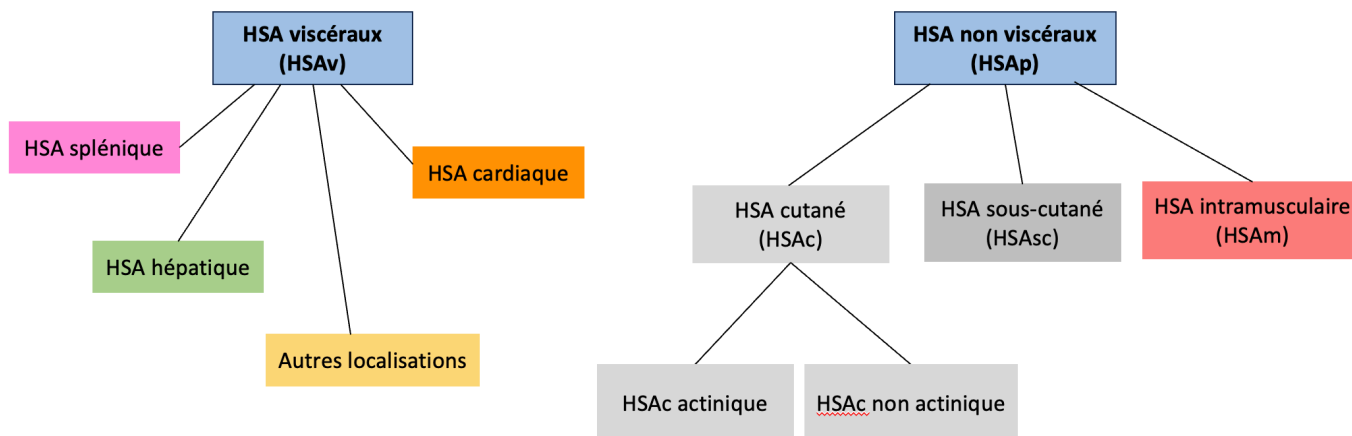 HSA viscéraux
(HSAv)
HSA splénique
HSA cardiaque
HSA hépatique
Autres localisations
HSA non viscéraux
(HSAp)
HSA cutané
(HSAc)
HSA sous-cutané
(HSAsc)
HSA intramusculaire
(HSAm)
HSAc actinique
HSAc non actinique